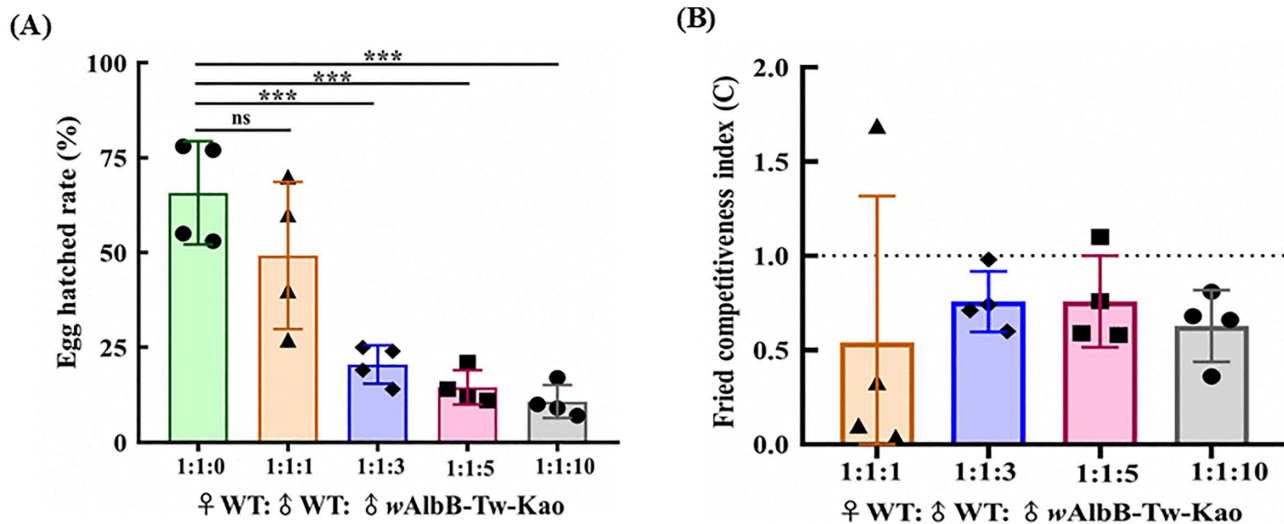 (A)
***
***
***
ns
100
75
50
25
0
Egg hatched rate (%)
1:1:0 1:1:1 1:1:3 1:1:5 1:1:10
♀ WT: ♂ WT: ♂ wAlbB-Tw-Kao
(B)
2.0
1.5
1.0
0.5
0.0
Fried competitiveness index (C)
1:1:1 1:1:3 1:1:5 1:1:10
♀ WT: ♂ WT: ♂ wAlbB-Tw-Kao